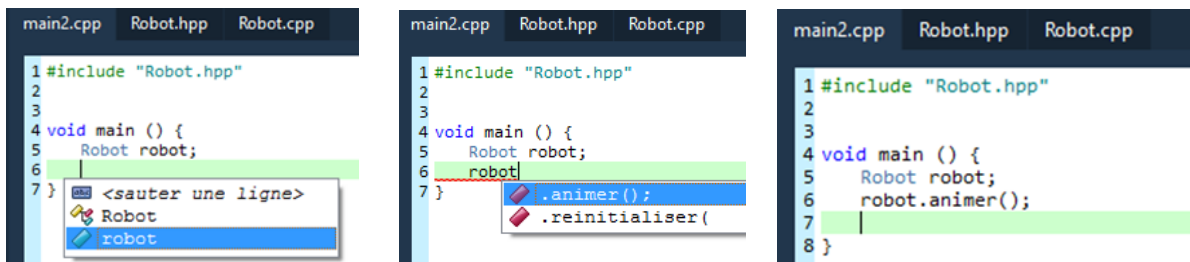 main2.cpp Robot.hpp Robot.cpp
1 #include "Robot.hpp"
2
3
4 void main () {
5 Robot robot;
6
7 }
<sauter une ligne>
Robot
robot
main2.cpp Robot.hpp Robot.cpp
1 #include "Robot.hpp"
2
3
4 void main () {
5 Robot robot;
6 robot
7 }
.animer();
.reinitialiser(
main2.cpp Robot.hpp Robot.cpp
1 #include "Robot.hpp"
2
3
4 void main () {
5 Robot robot;
6 robot.animer();
7
8 }